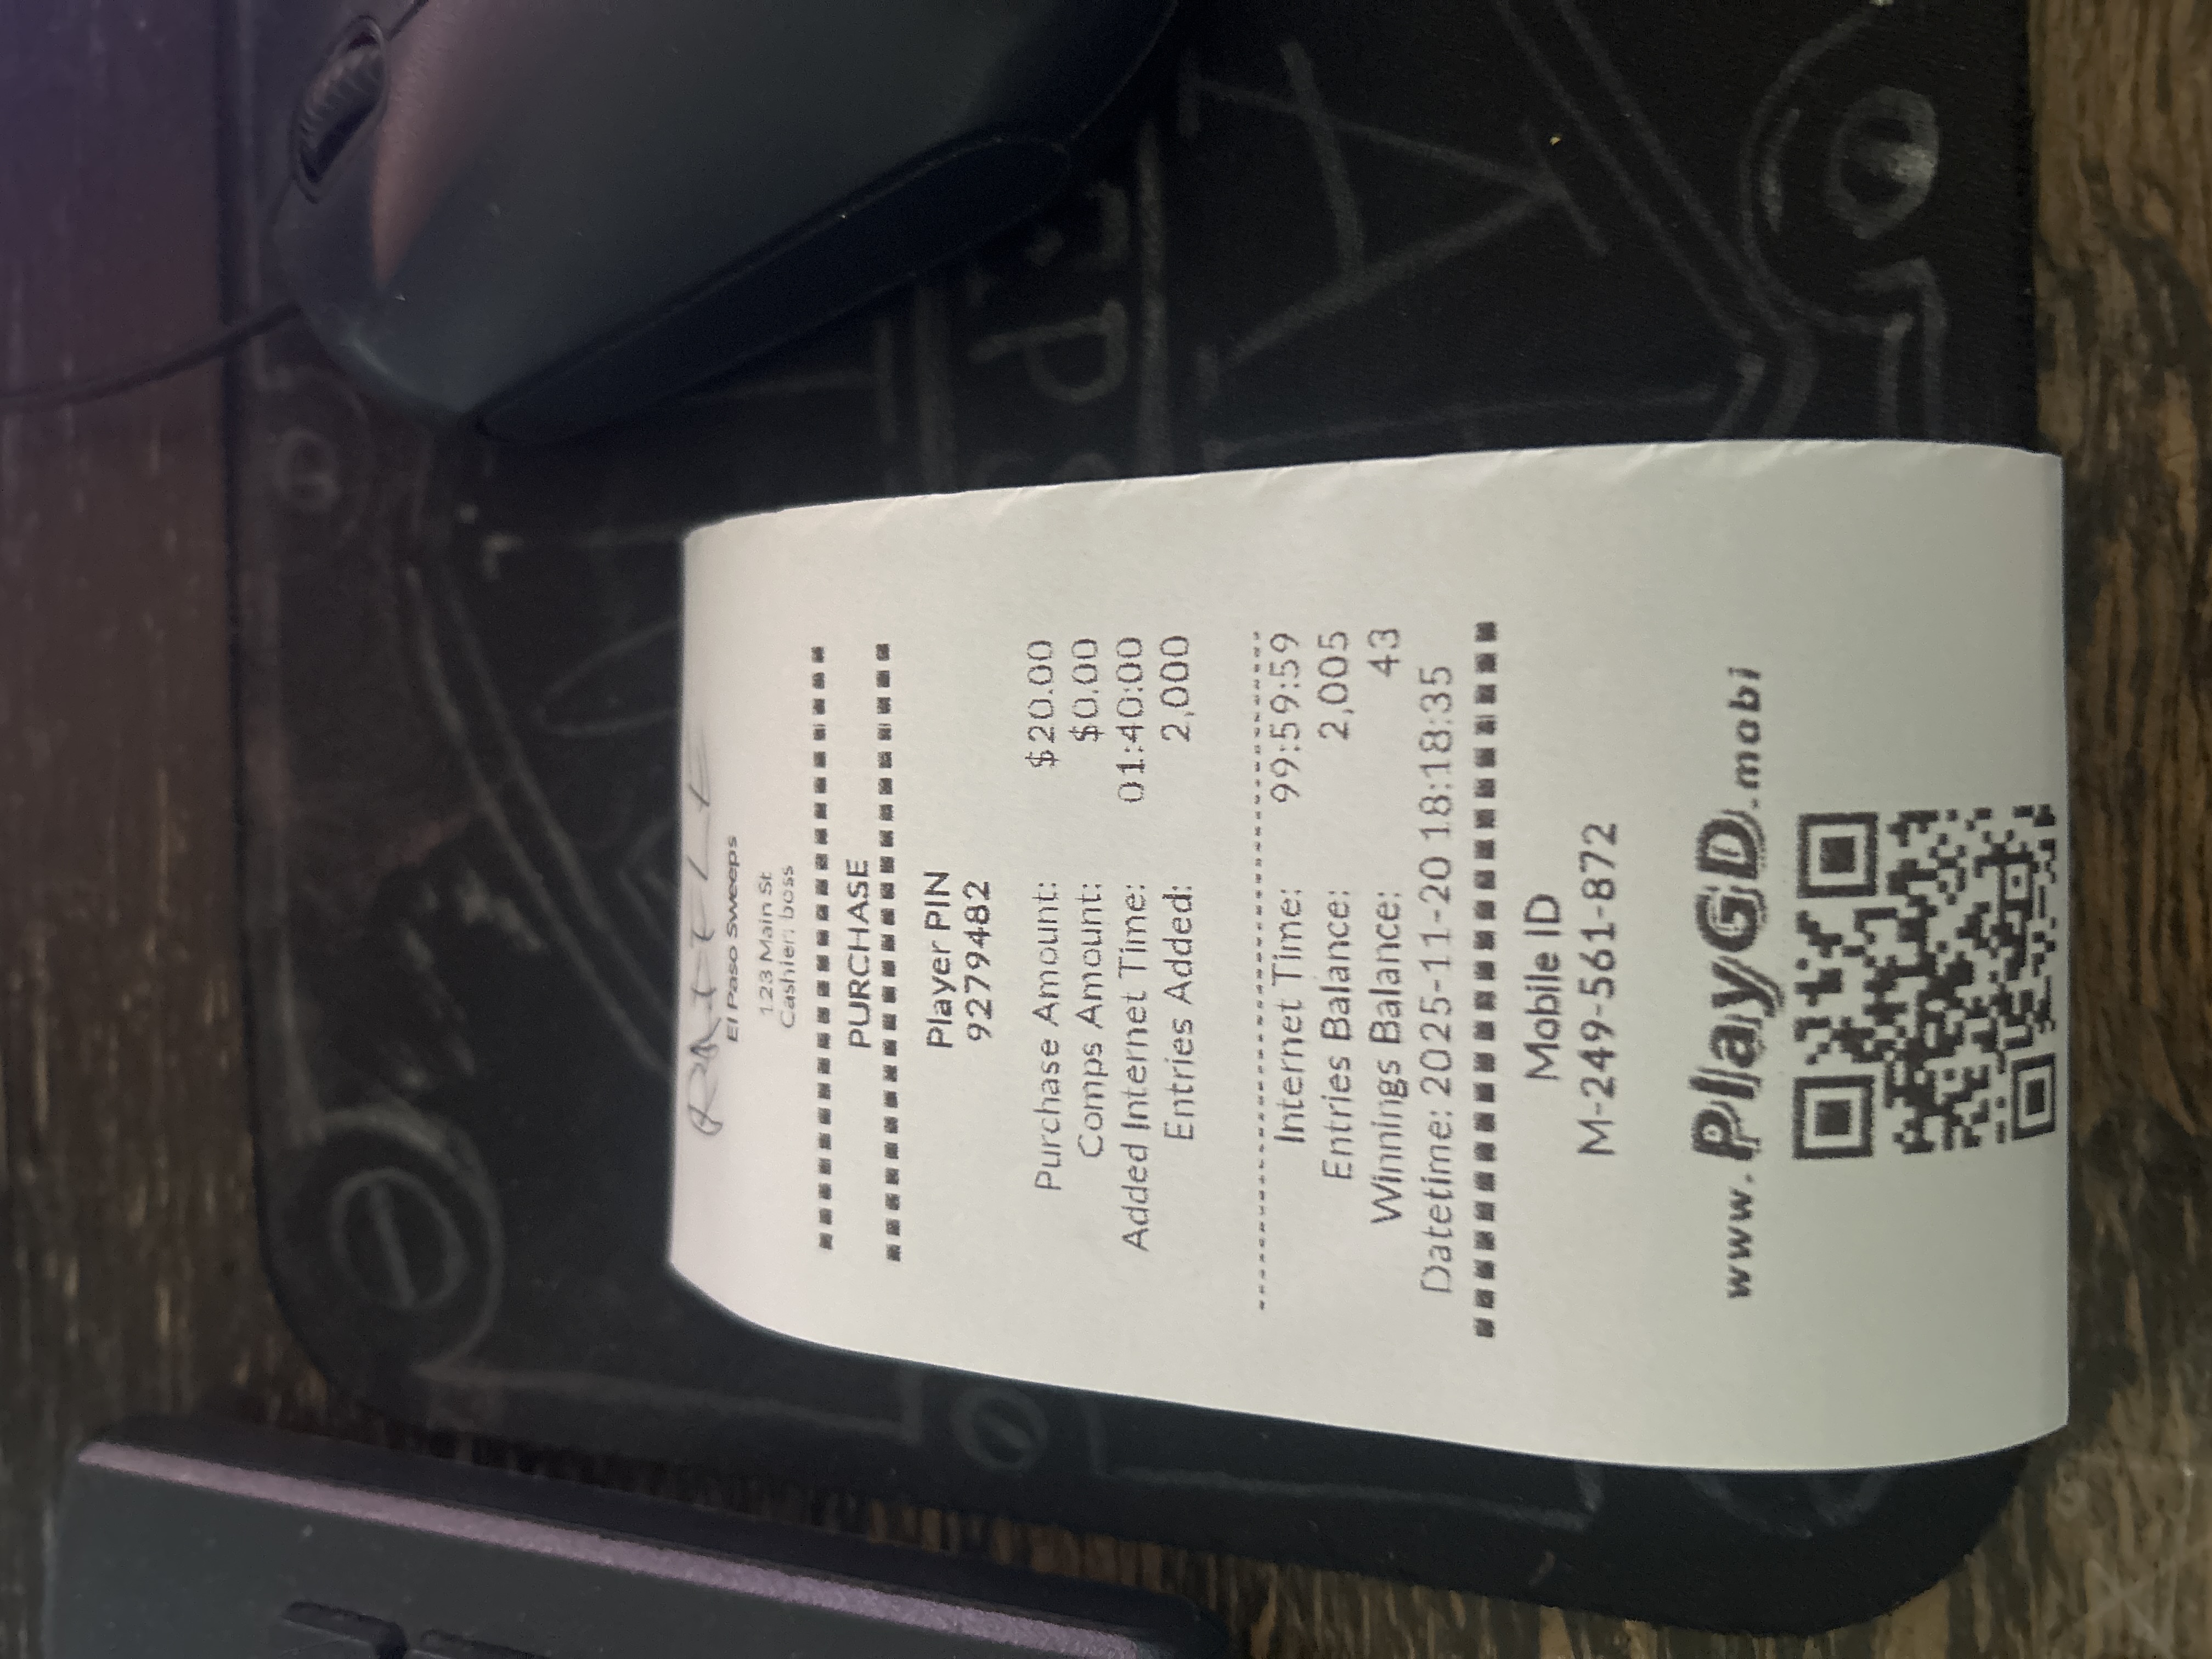 RAFFLE
El Paso Sweeps
123 Main St
Cashier: boss
PURCHASE
Player PIN
9279482
Purchase Amount: $20.00
Comps Amount: $0.00
Added Internet Time: 01:40:00
Entries Added: 2,000
Internet Time: 99:59:59
Entries Balance: 2,005
Winnings Balance: 43
Datetime: 2025-11-20 18:18:35
Mobile ID
M-249-561-872
www.PlayGD.mobi